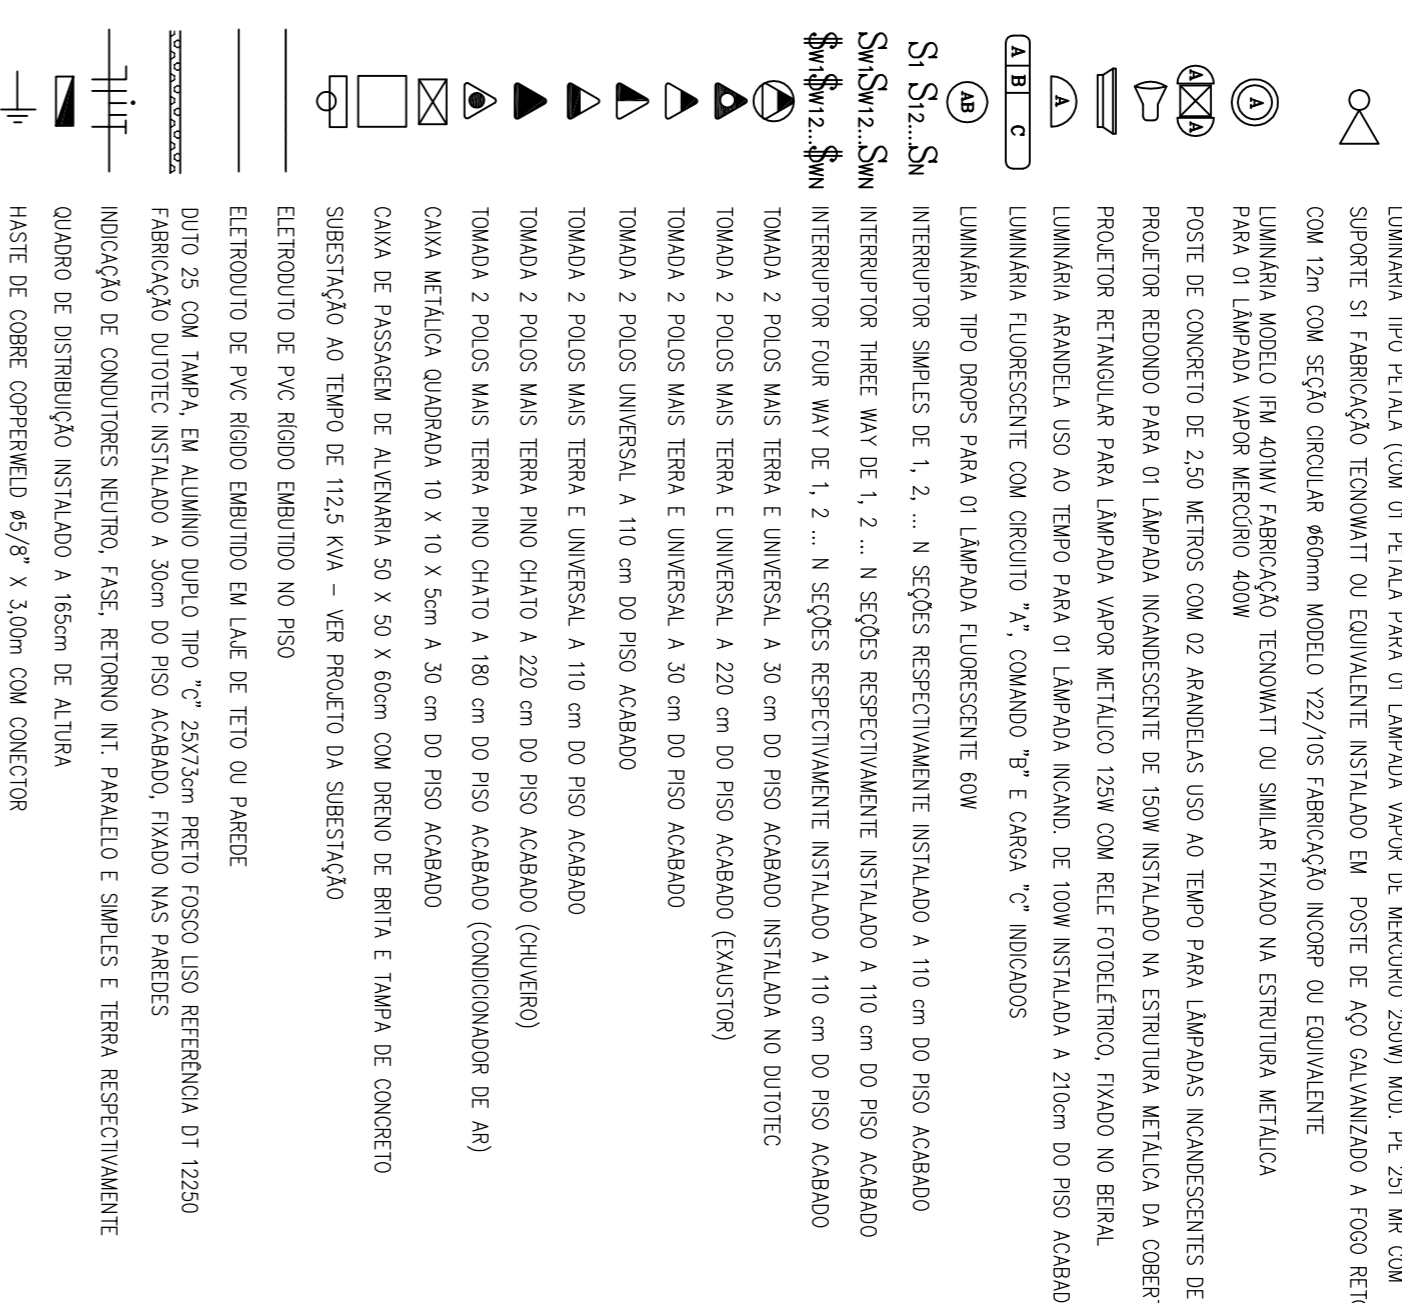 LUMINÁRIA TIPO PÉTALA (COM 01 PÉTALA PARA 01 LÂMPADA VAPOR DE MERCÚRIO 250W) MOD. PE 251 MR COM
SUPORTE S1 FABRICAÇÃO TECNOWATT OU EQUIVALENTE INSTALADO EM POSTE DE AÇO GALVANIZADO A FOGO RETO
COM 12m COM SEÇÃO CIRCULAR ø60mm MODELO Y22/10S FABRICAÇÃO INCORP OU EQUIVALENTE
A LUMINÁRIA MODELO IFM 401MV FABRICAÇÃO TECNOWATT OU SIMILAR FIXADO NA ESTRUTURA METÁLICA
PARA 01 LÂMPADA VAPOR MERCÚRIO 400W
A A POSTE DE CONCRETO DE 2,50 METROS COM 02 ARANDELAS USO AO TEMPO PARA LÂMPADAS INCANDESCENTES DE
PROJETOR REDONDO PARA 01 LÂMPADA INCANDESCENTE DE 150W INSTALADO NA ESTRUTURA METÁLICA DA COBERT
PROJETOR RETANGULAR PARA LÂMPADA VAPOR METÁLICO 125W COM RELE FOTOELÉTRICO, FIXADO NO BEIRAL
A LUMINÁRIA ARANDELA USO AO TEMPO PARA 01 LÂMPADA INCAND. DE 100W INSTALADA A 210cm DO PISO ACABAD
A B C LUMINÁRIA FLUORESCENTE COM CIRCUITO "A", COMANDO "B" E CARGA "C" INDICADOS
AB LUMINÁRIA TIPO DROPS PARA 01 LÂMPADA FLUORESCENTE 60W
S1 S12....SN INTERRUPTOR SIMPLES DE 1, 2, ... N SEÇÕES RESPECTIVAMENTE INSTALADO A 110 cm DO PISO ACABADO
SW1SW12...SWN INTERRUPTOR THREE WAY DE 1, 2 ... N SEÇÕES RESPECTIVAMENTE INSTALADO A 110 cm DO PISO ACABADO
$W1$W12...$WN INTERRUPTOR FOUR WAY DE 1, 2 ... N SEÇÕES RESPECTIVAMENTE INSTALADO A 110 cm DO PISO ACABADO
TOMADA 2 POLOS MAIS TERRA E UNIVERSAL A 30 cm DO PISO ACABADO INSTALADA NO DUTOTEC
TOMADA 2 POLOS MAIS TERRA E UNIVERSAL A 220 cm DO PISO ACABADO (EXAUSTOR)
TOMADA 2 POLOS MAIS TERRA E UNIVERSAL A 30 cm DO PISO ACABADO
TOMADA 2 POLOS UNIVERSAL A 110 cm DO PISO ACABADO
TOMADA 2 POLOS MAIS TERRA E UNIVERSAL A 110 cm DO PISO ACABADO
TOMADA 2 POLOS MAIS TERRA PINO CHATO A 220 cm DO PISO ACABADO (CHUVEIRO)
TOMADA 2 POLOS MAIS TERRA PINO CHATO A 180 cm DO PISO ACABADO (CONDICIONADOR DE AR)
CAIXA METÁLICA QUADRADA 10 X 10 X 5cm A 30 cm DO PISO ACABADO
CAIXA DE PASSAGEM DE ALVENARIA 50 X 50 X 60cm COM DRENO DE BRITA E TAMPA DE CONCRETO
SUBESTAÇÃO AO TEMPO DE 112,5 KVA - VER PROJETO DA SUBESTAÇÃO
ELETRODUTO DE PVC RÍGIDO EMBUTIDO NO PISO
ELETRODUTO DE PVC RÍGIDO EMBUTIDO EM LAJE DE TETO OU PAREDE
DUTO 25 COM TAMPA, EM ALUMÍNIO DUPLO TIPO "C" 25X73cm PRETO FOSCO LISO REFERÊNCIA DT 12250
FABRICAÇÃO DUTOTEC INSTALADO A 30cm DO PISO ACABADO, FIXADO NAS PAREDES
INDICAÇÃO DE CONDUTORES NEUTRO, FASE, RETORNO INT. PARALELO E SIMPLES E TERRA RESPECTIVAMENTE
QUADRO DE DISTRIBUIÇÃO INSTALADO A 165cm DE ALTURA
HASTE DE COBRE COPPERWELD ø5/8" X 3,00m COM CONECTOR